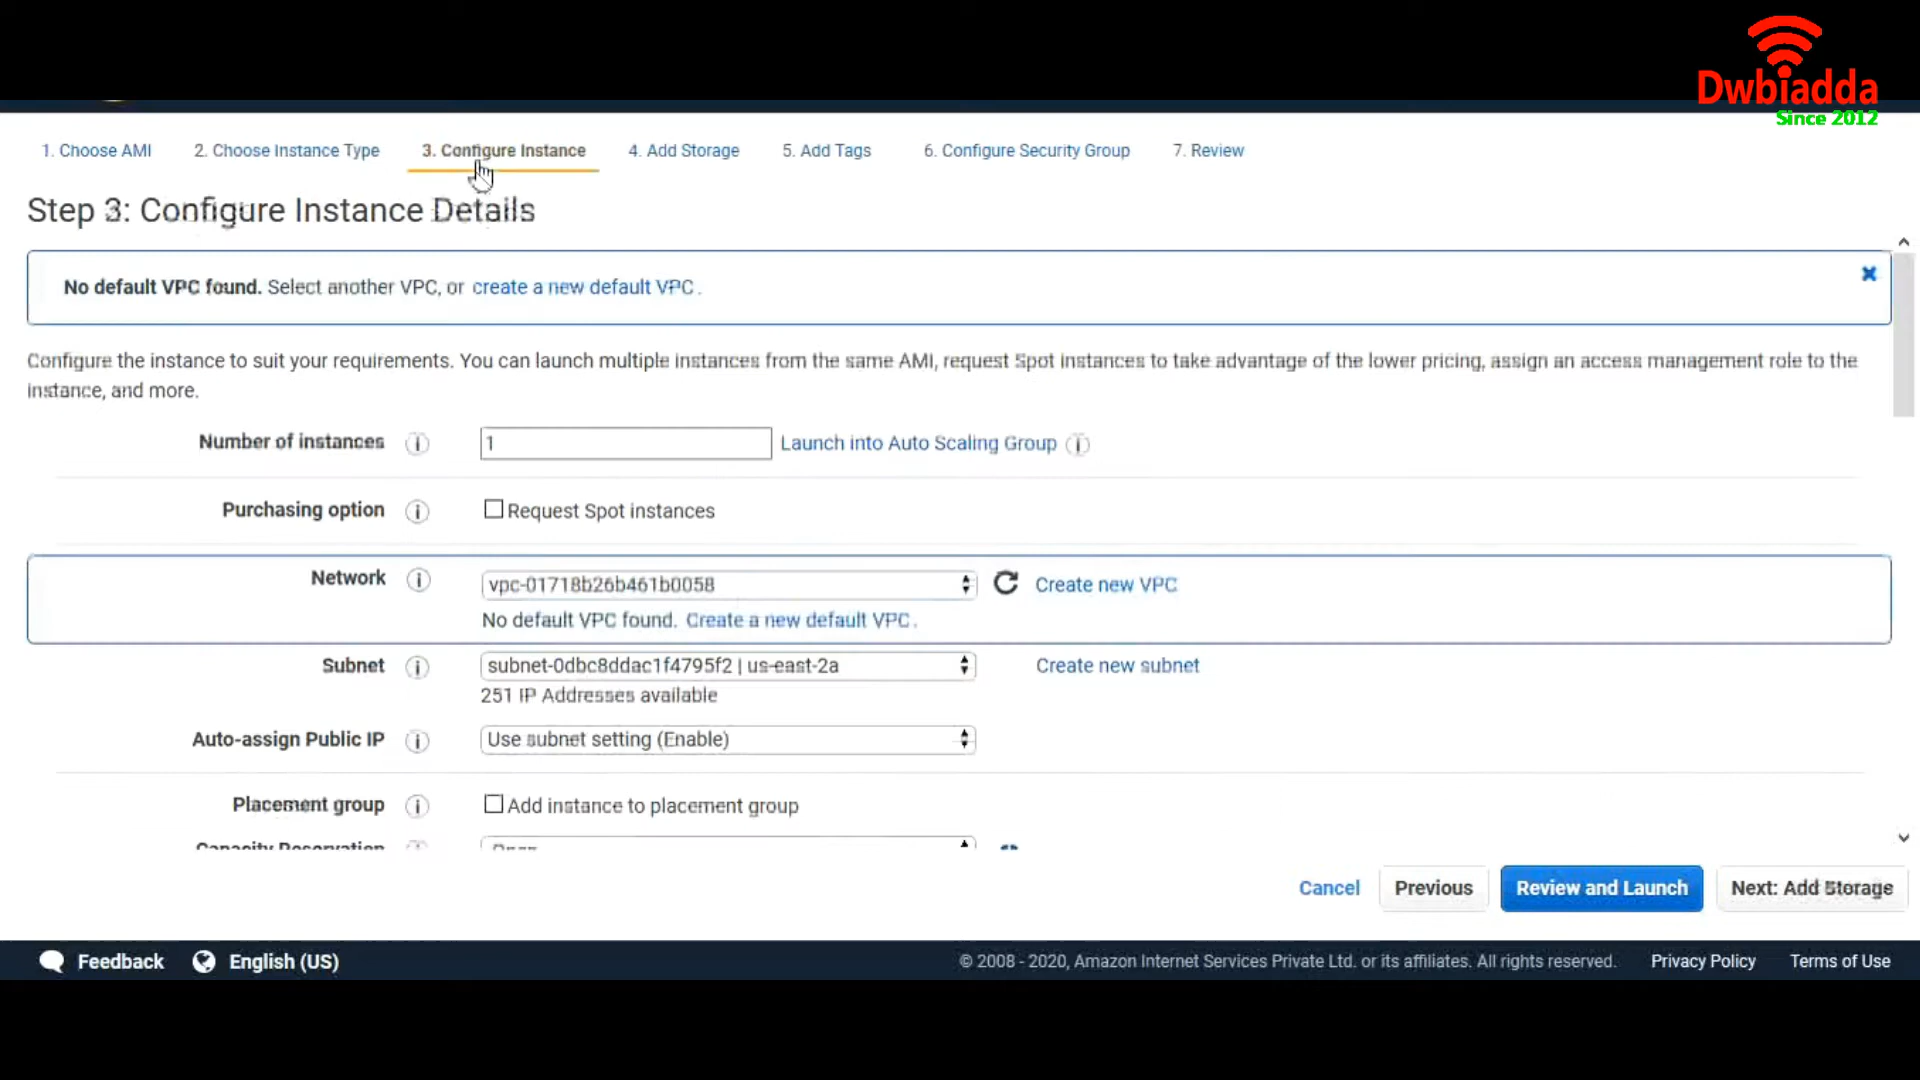 Dwbiadda
Since 2012
1. Choose AMI 2. Choose Instance Type 3. Configure Instance 4. Add Storage 5. Add Tags 6. Configure Security Group 7. Review
Step 3: Configure Instance Details
No default VPC found. Select another VPC, or create a new default VPC.
Configure the instance to suit your requirements. You can launch multiple instances from the same AMI, request Spot instances to take advantage of the lower pricing, assign an access management role to the
instance, and more.
Number of instances 1 Launch into Auto Scaling Group
Purchasing option Request Spot instances
Network vpc-01718b26b461b0058 Create new VPC
No default VPC found. Create a new default VPC.
Subnet subnet-0dbc8ddac1f4795f2 | us-east-2a Create new subnet
251 IP Addresses available
Auto-assign Public IP Use subnet setting (Enable)
Placement group Add instance to placement group
Capacity Reservation
Cancel Previous Review and Launch Next: Add Storage
Feedback English (US) © 2008 - 2020, Amazon Internet Services Private Ltd. or its affiliates. All rights reserved. Privacy Policy Terms of Use